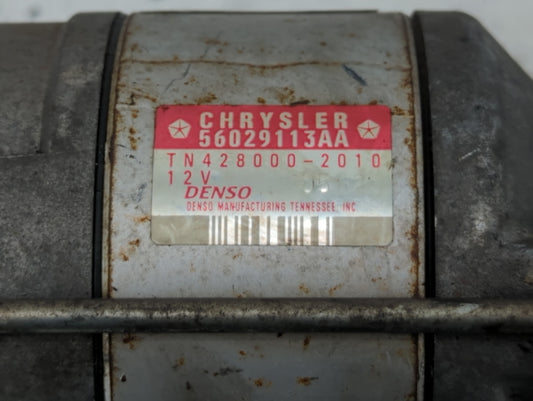 CHRYSLER
56029113AA
TN428000-2010
12V
DENSO
DENSO MANUFACTURING TENNESSEE, INC